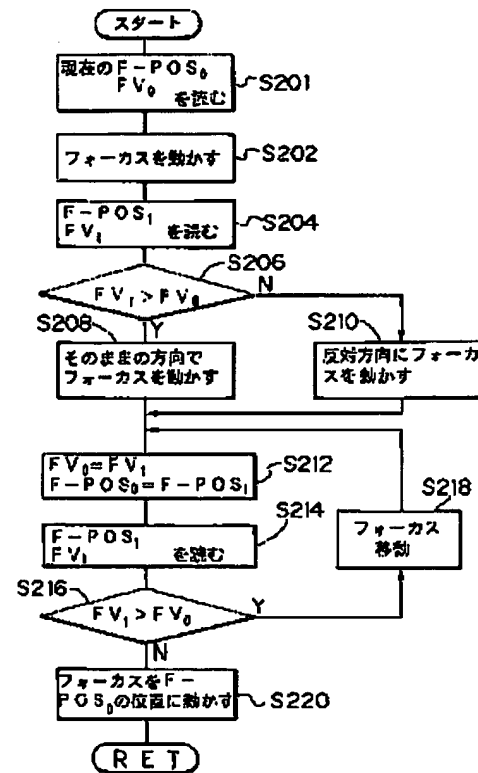 スタート
現在のF-POS₀
FV₀
を読む
S201
フォーカスを動かす
S202
F-POS₁
FV₁ を読む
S204
S206
FV₁>FV₀
N
Y
S208
そのままの方向で
フォーカスを動かす
S210
反対方向にフォーカ
スを動かす
FV₀=FV₁
F-POS₀=F-POS₁
S212
S214
F-POS₁
FV₁ を読む
S218
フォーカス
移動
S216
FV₁>FV₀
Y
N
フォーカスをF-
POS₀の位置に動かす
S220
RET